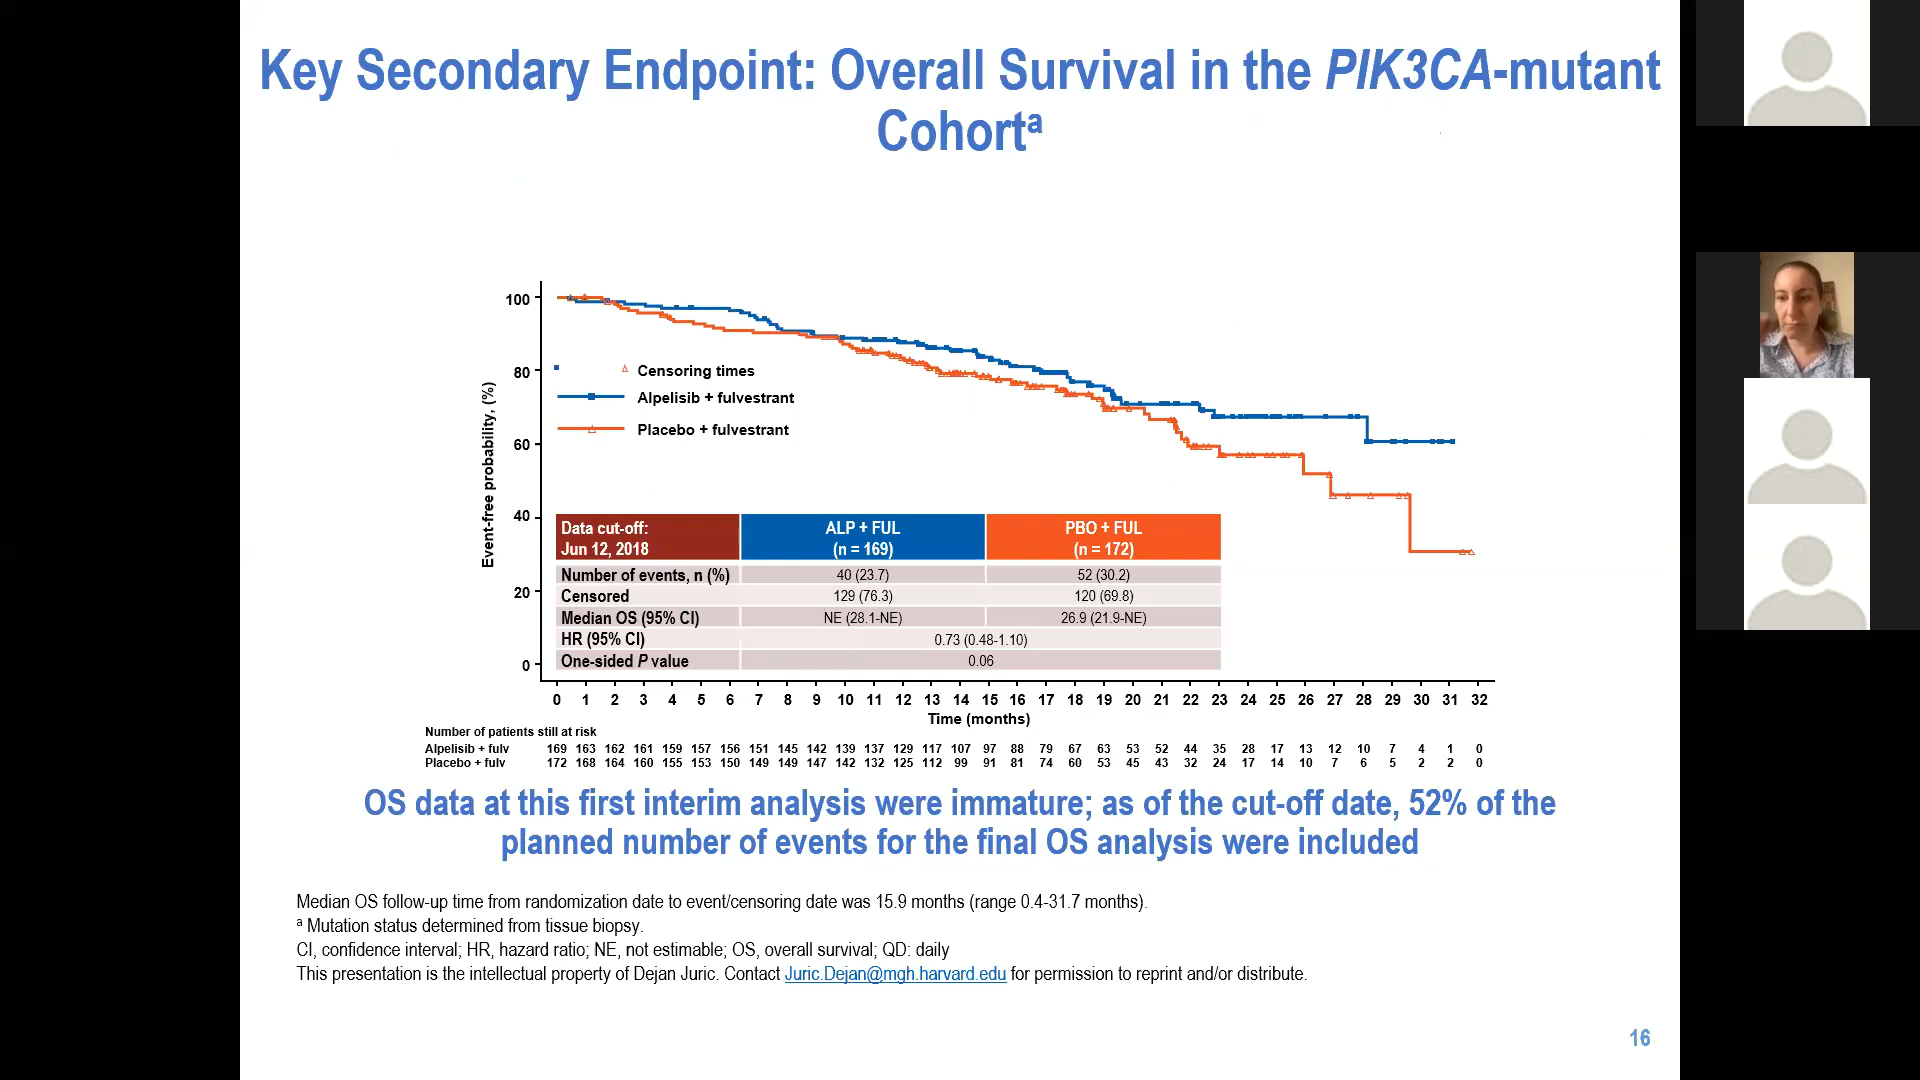 Key Secondary Endpoint: Overall Survival in the PIK3CA-mutant
Cohortᵃ
100
80
60
40
20
0
Event-free probability, (%)
Censoring times
Alpelisib + fulvestrant
Placebo + fulvestrant
Data cut-off:
Jun 12, 2018
ALP + FUL
(n = 169)
PBO + FUL
(n = 172)
Number of events, n (%) 40 (23.7) 52 (30.2)
Censored 129 (76.3) 120 (69.8)
Median OS (95% CI) NE (28.1-NE) 26.9 (21.9-NE)
HR (95% CI) 0.73 (0.48-1.10)
One-sided P value 0.06
0 1 2 3 4 5 6 7 8 9 10 11 12 13 14 15 16 17 18 19 20 21 22 23 24 25 26 27 28 29 30 31 32
Time (months)
Number of patients still at risk
Alpelisib + fulv 169 163 162 161 159 157 156 151 145 142 139 137 129 117 107 97 88 79 67 63 53 52 44 35 28 17 13 12 10 7 4 1 0
Placebo + fulv 172 168 164 160 155 153 150 149 149 147 142 132 125 112 99 91 81 74 60 53 45 43 32 24 17 14 10 7 6 5 2 2 0
OS data at this first interim analysis were immature; as of the cut-off date, 52% of the
planned number of events for the final OS analysis were included
Median OS follow-up time from randomization date to event/censoring date was 15.9 months (range 0.4-31.7 months).
ᵃ Mutation status determined from tissue biopsy.
CI, confidence interval; HR, hazard ratio; NE, not estimable; OS, overall survival; QD: daily
This presentation is the intellectual property of Dejan Juric. Contact Juric.Dejan@mgh.harvard.edu for permission to reprint and/or distribute.
16